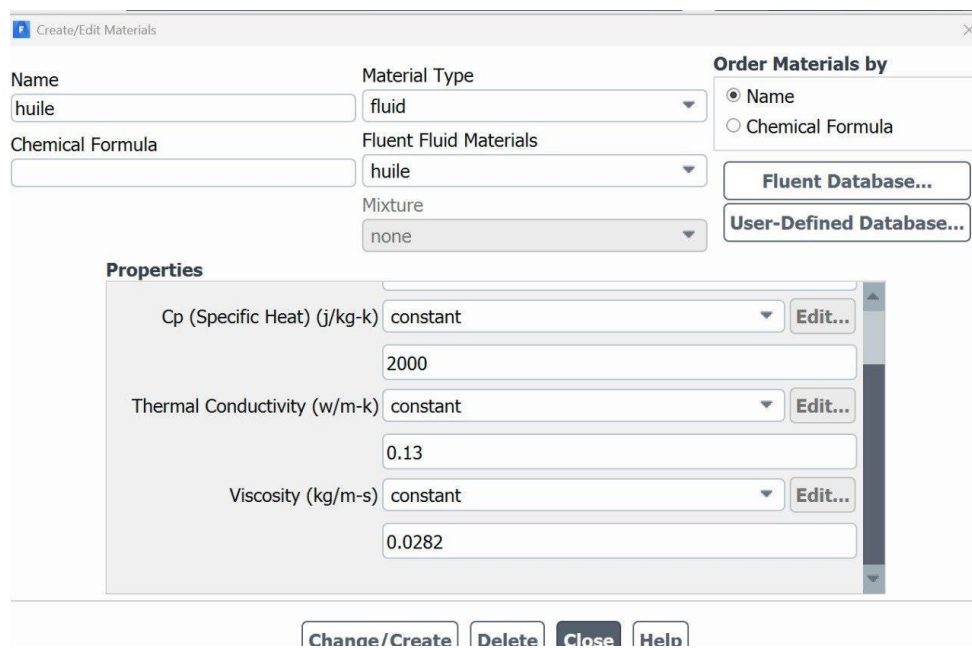 Create/Edit Materials
Name
huile
Chemical Formula
Material Type
fluid
Fluent Fluid Materials
huile
Mixture
none
Order Materials by
Name
Chemical Formula
Fluent Database...
User-Defined Database...
Properties
Cp (Specific Heat) (j/kg-k) constant Edit...
2000
Thermal Conductivity (w/m-k) constant Edit...
0.13
Viscosity (kg/m-s) constant Edit...
0.0282
Change/Create Delete Close Help